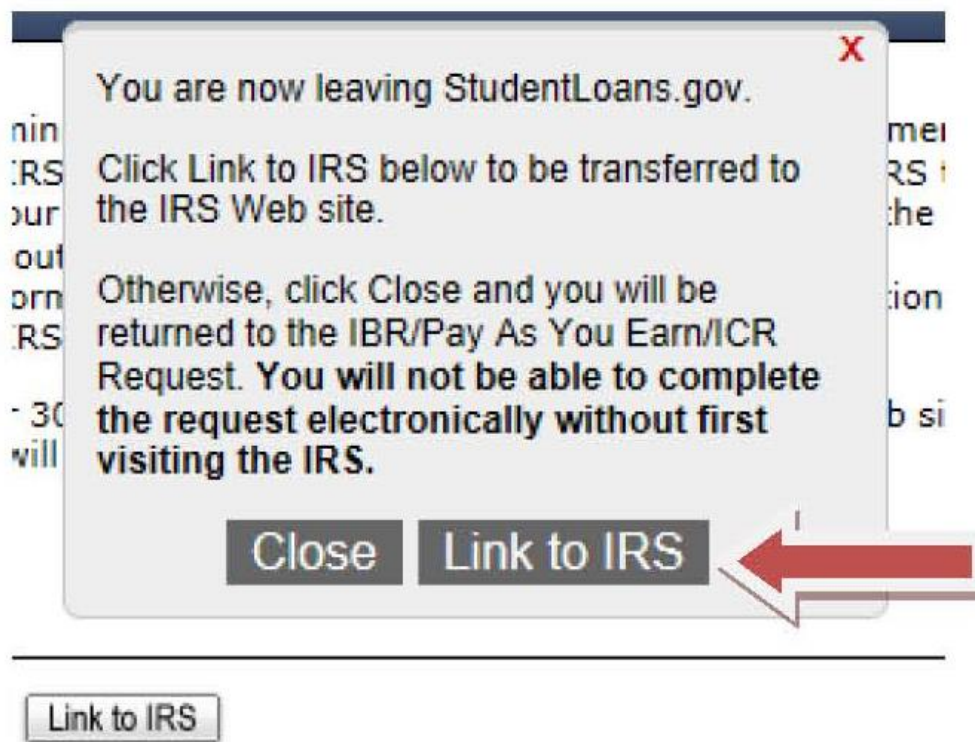 X
You are now leaving StudentLoans.gov.
Click Link to IRS below to be transferred to
the IRS Web site.
Otherwise, click Close and you will be
returned to the IBR/Pay As You Earn/ICR
Request. You will not be able to complete
the request electronically without first
visiting the IRS.
Close Link to IRS
Link to IRS